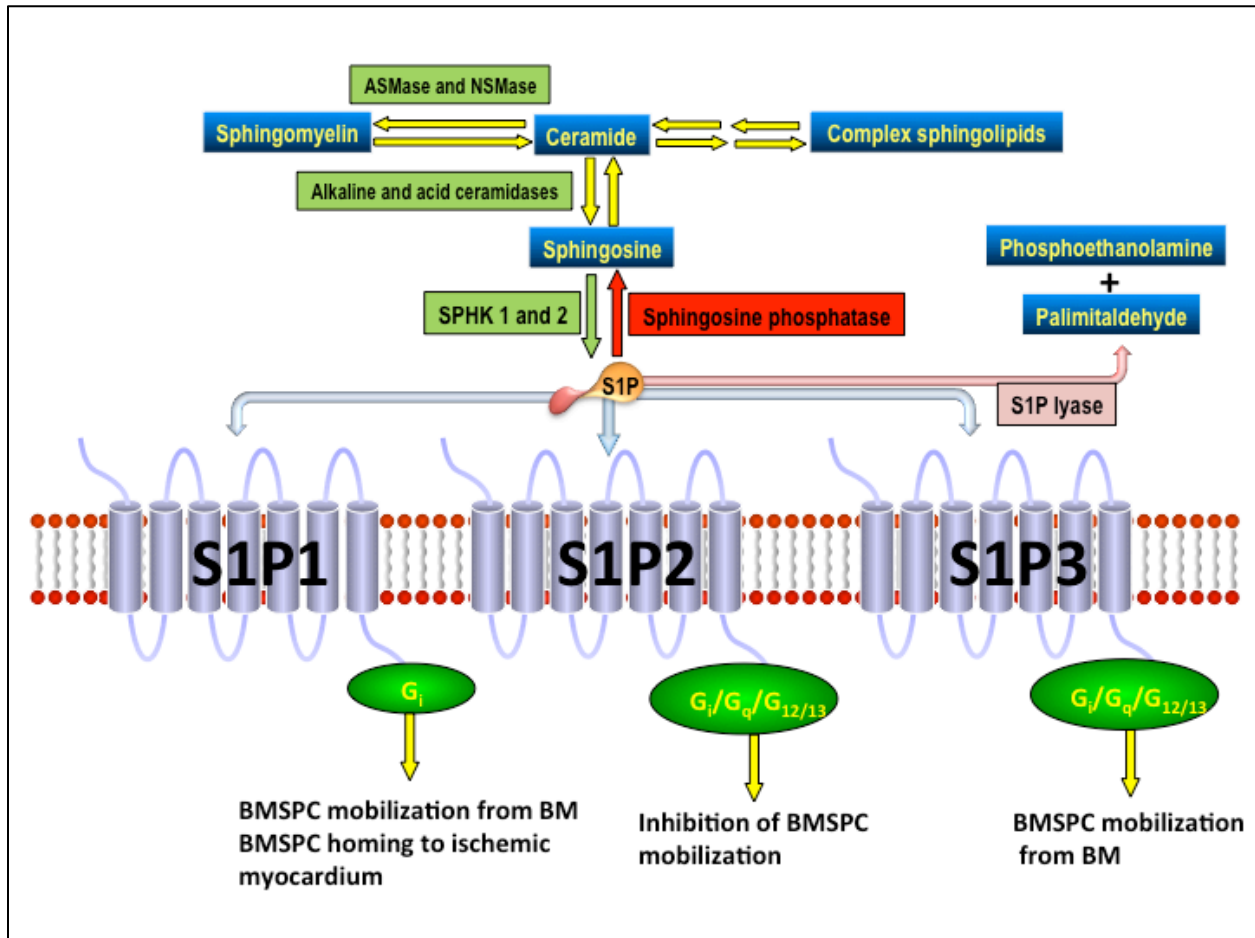 ASMase and NSMase
Sphingomyelin
Ceramide
Complex sphingolipids
Alkaline and acid ceramidases
Sphingosine
Phosphoethanolamine
+
Palimitaldehyde
SPHK 1 and 2
Sphingosine phosphatase
S1P
S1P lyase
S1P1
S1P2
S1P3
Gi
Gi/Gq/G12/13
Gi/Gq/G12/13
BMSPC mobilization from BM
BMSPC homing to ischemic
myocardium
Inhibition of BMSPC
mobilization
BMSPC mobilization
from BM